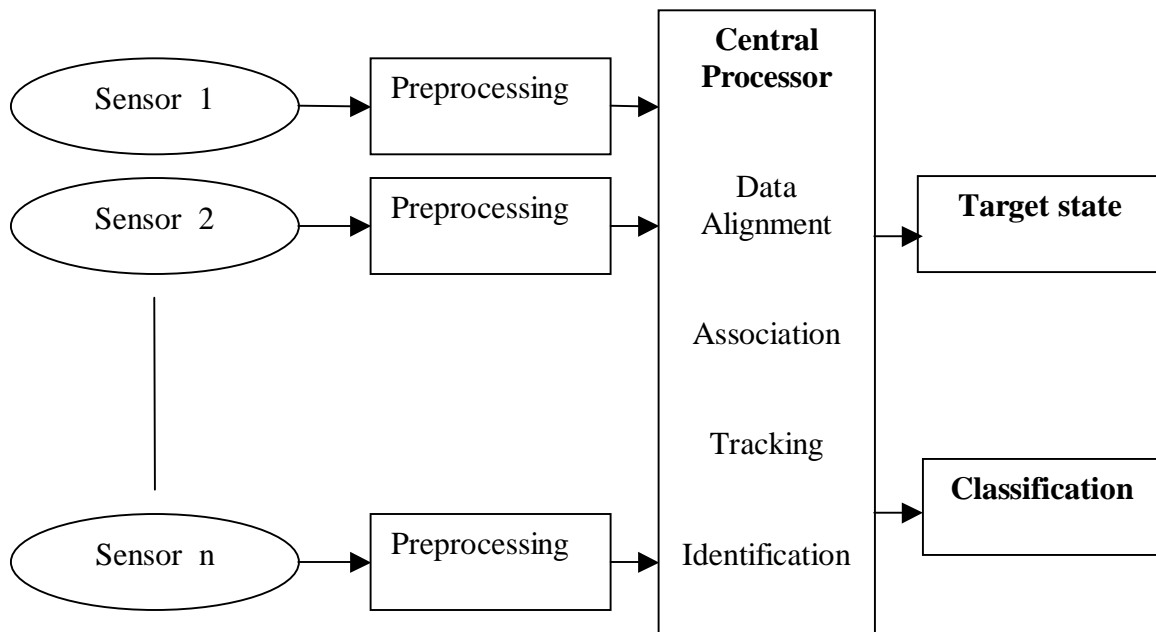 Sensor 1
Preprocessing
Sensor 2
Preprocessing
Sensor n
Preprocessing
Central
Processor
Data
Alignment
Association
Tracking
Identification
Target state
Classification